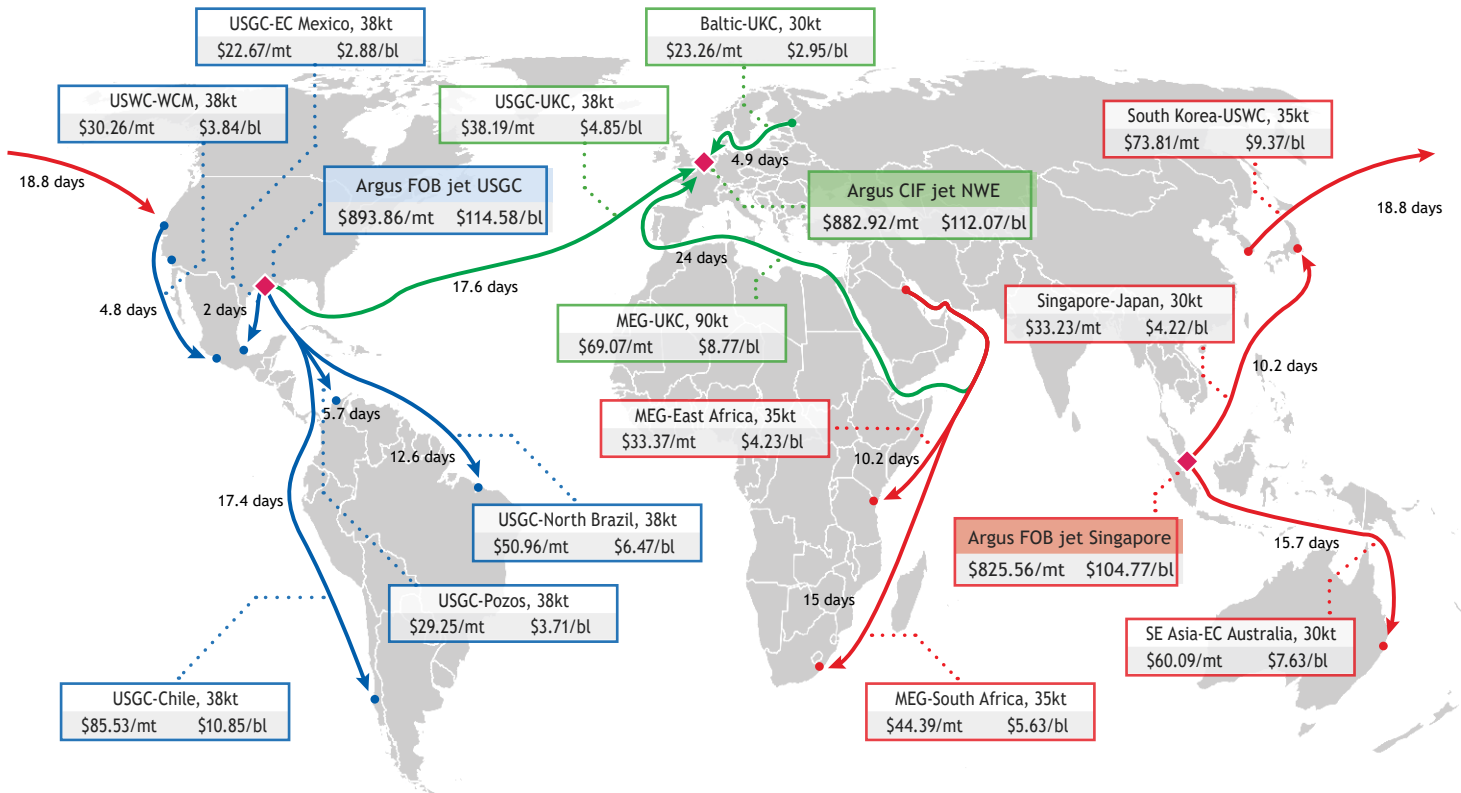 USGC-EC Mexico, 38kt
$22.67/mt $2.88/bl
Baltic-UKC, 30kt
$23.26/mt $2.95/bl
USWC-WCM, 38kt
$30.26/mt $3.84/bl
USGC-UKC, 38kt
$38.19/mt $4.85/bl
South Korea-USWC, 35kt
$73.81/mt $9.37/bl
4.9 days
18.8 days
Argus FOB jet USGC
$893.86/mt $114.58/bl
Argus CIF jet NWE
$882.92/mt $112.07/bl
18.8 days
24 days
17.6 days
4.8 days
2 days
Singapore-Japan, 30kt
$33.23/mt $4.22/bl
MEG-UKC, 90kt
$69.07/mt $8.77/bl
10.2 days
5.7 days
MEG-East Africa, 35kt
$33.37/mt $4.23/bl
12.6 days
10.2 days
17.4 days
USGC-North Brazil, 38kt
$50.96/mt $6.47/bl
Argus FOB jet Singapore
$825.56/mt $104.77/bl
15.7 days
USGC-Pozos, 38kt
$29.25/mt $3.71/bl
15 days
SE Asia-EC Australia, 30kt
$60.09/mt $7.63/bl
USGC-Chile, 38kt
$85.53/mt $10.85/bl
MEG-South Africa, 35kt
$44.39/mt $5.63/bl